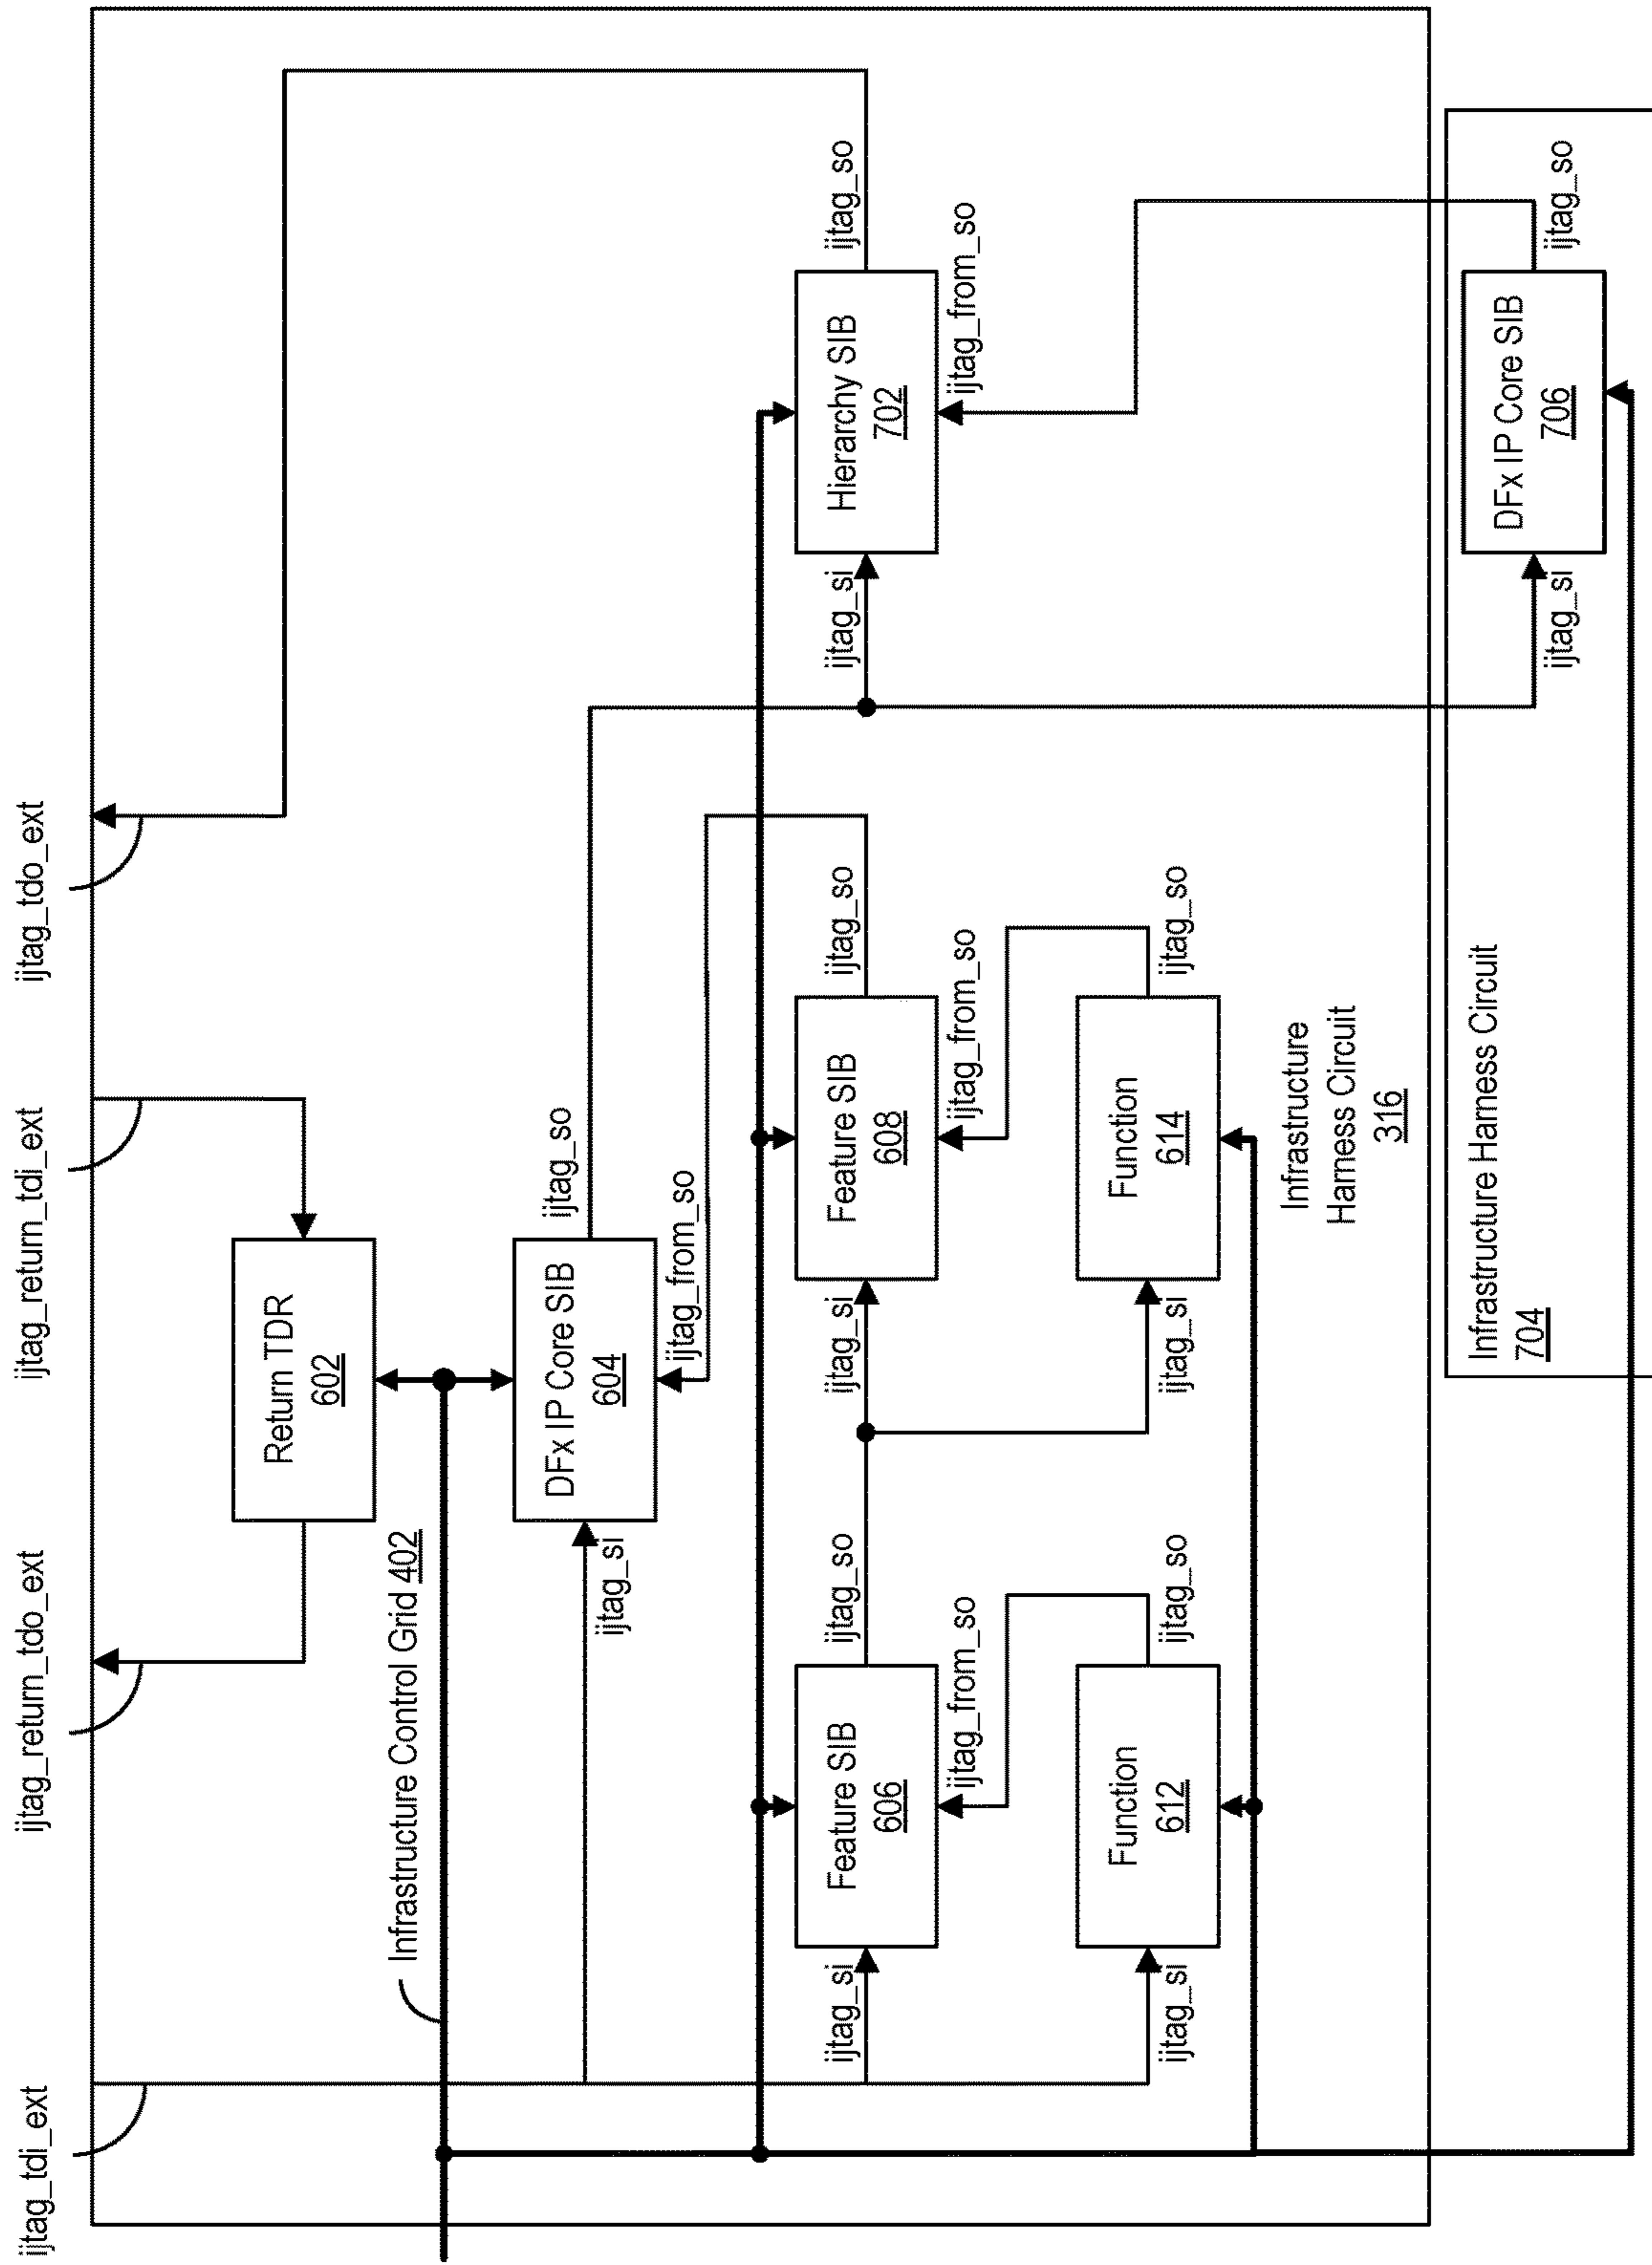 ijtag_tdi_ext
ijtag_return_tdo_ext
ijtag_return_tdi_ext
ijtag_tdo_ext
Return TDR
602
Infrastructure Control Grid 402
ijtag_si
DFx IP Core SIB
604
ijtag_so
ijtag_from_so
ijtag_si
Feature SIB
606
ijtag_so
ijtag_from_so
ijtag_si
Feature SIB
608
ijtag_so
ijtag_from_so
ijtag_si
Hierarchy SIB
702
ijtag_so
ijtag_from_so
ijtag_si
Function
612
ijtag_so
ijtag_si
Function
614
ijtag_so
Infrastructure
Harness Circuit
316
Infrastructure Harness Circuit
704
ijtag_si
DFx IP Core SIB
706
ijtag_so